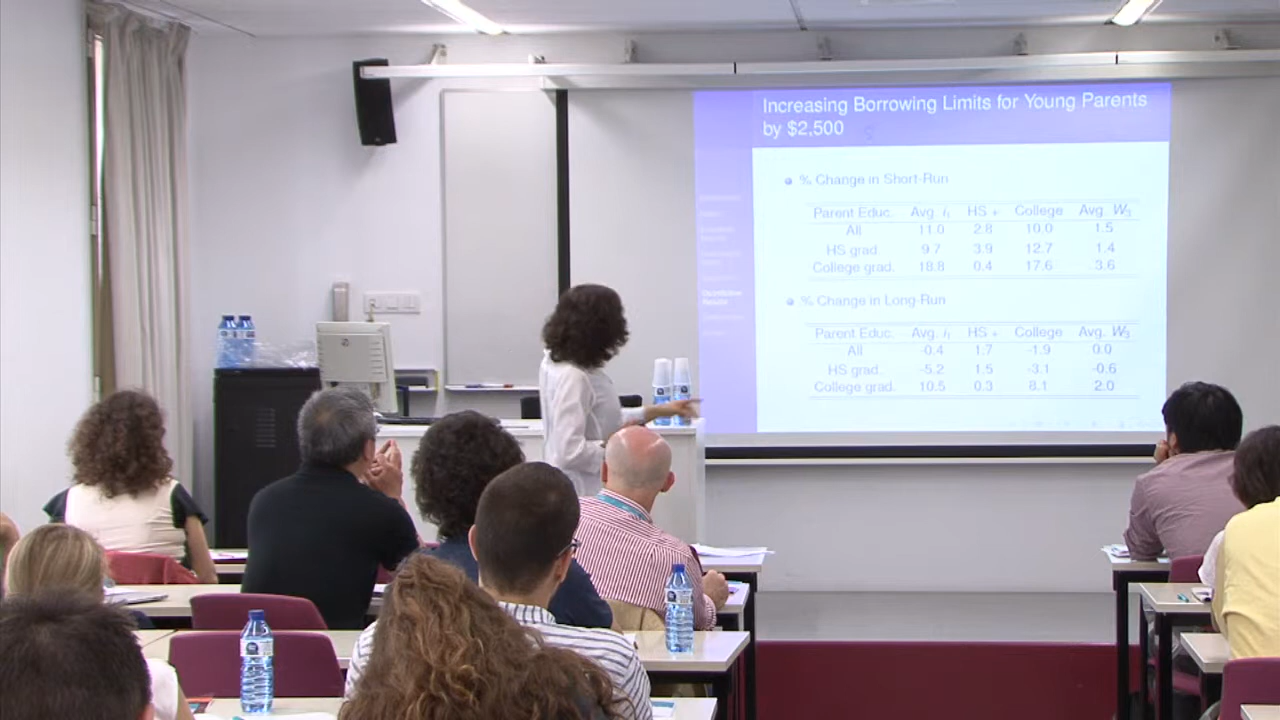 Increasing Borrowing Limits for Young Parents
by $2,500
% Change in Short-Run
Parent Educ. Avg. i₁ HS + College Avg. W₃
All 11.0 2.8 10.0 1.5
HS grad. 9.7 3.9 12.7 1.4
College grad. 18.8 0.4 17.6 3.6
% Change in Long-Run
Parent Educ. Avg. i₁ HS + College Avg. W₃
All -0.4 1.7 -1.9 0.0
HS grad. -5.2 1.5 -3.1 -0.6
College grad. 10.5 0.3 8.1 2.0